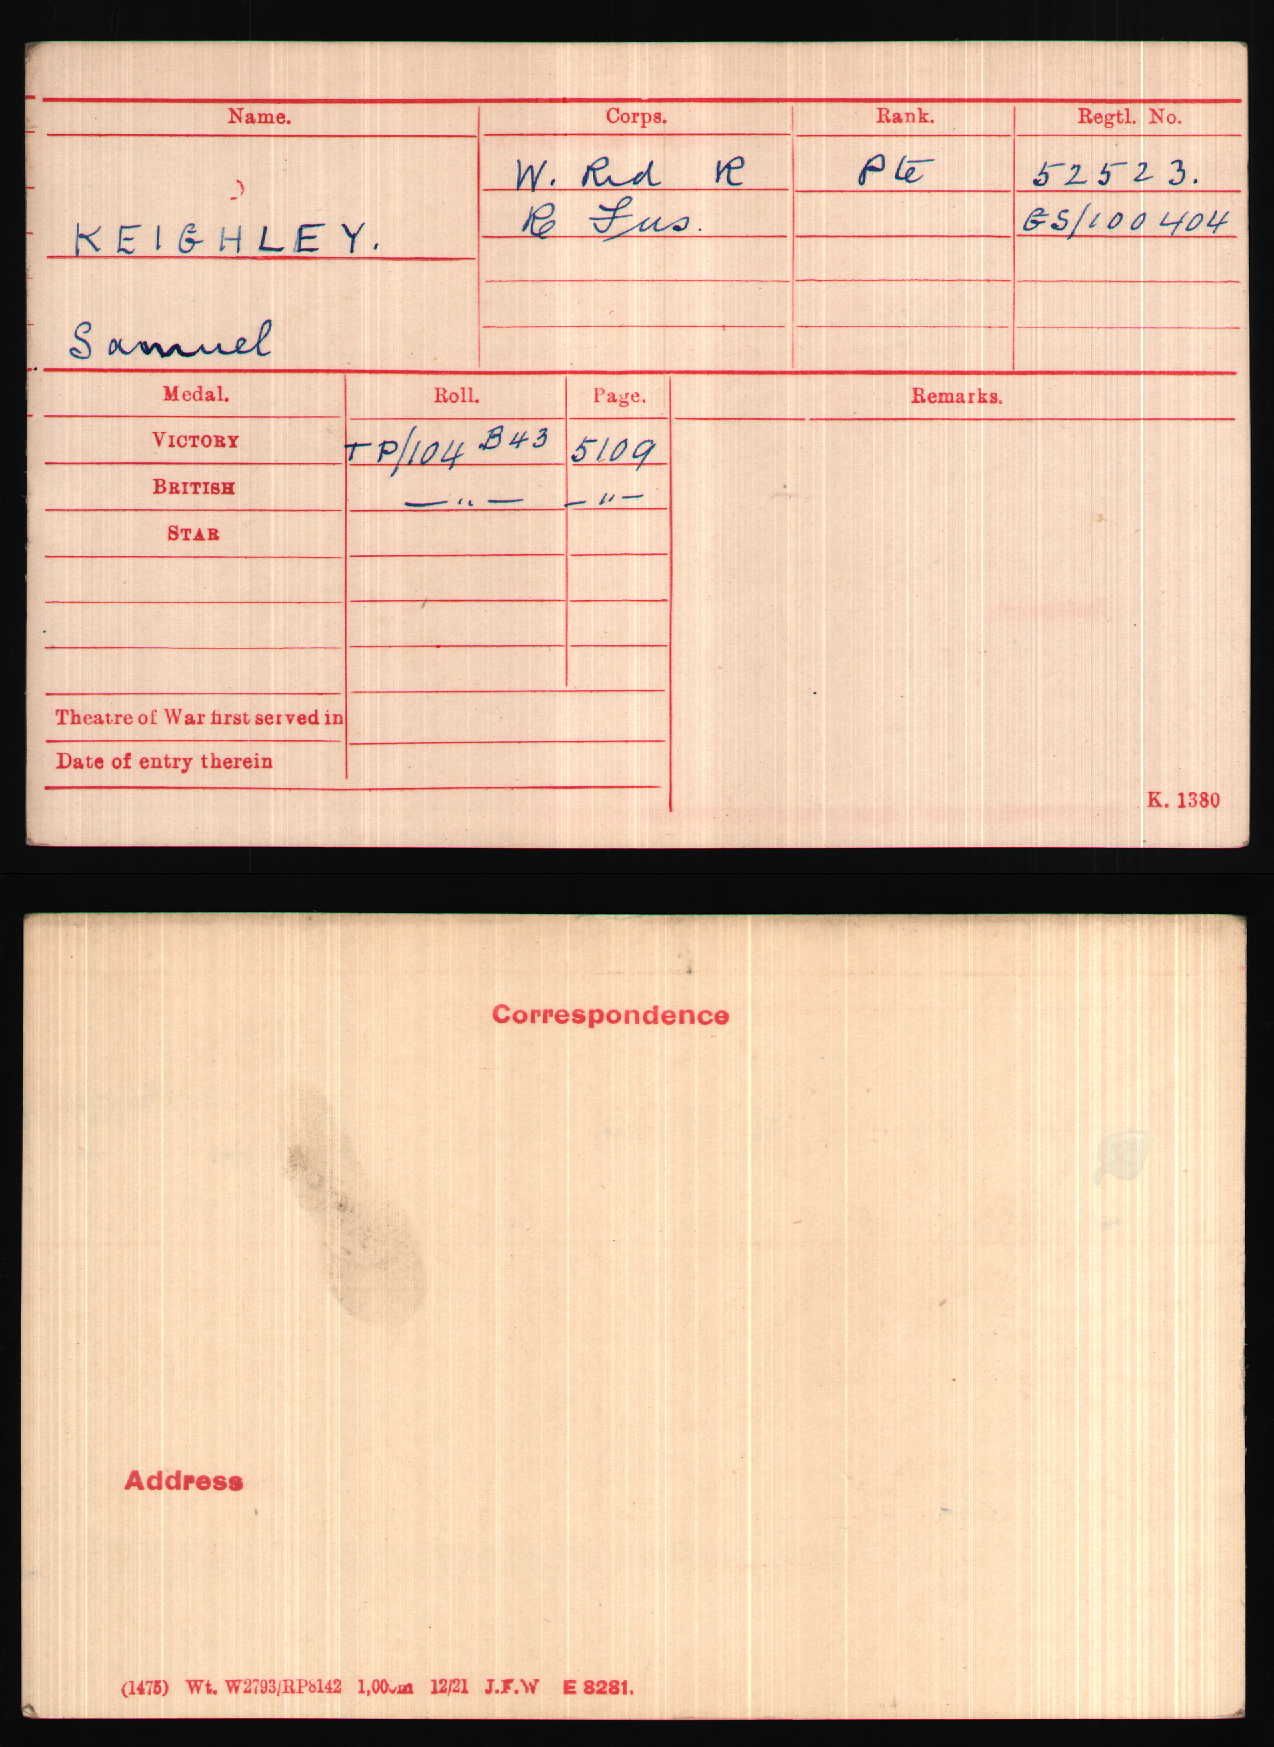 Name. Corps. Rank. Regtl. No.
W. Rid R Pte 52523.
KEIGHLEY. R Fus. GS/100404
Samuel
Medal. Roll. Page. Remarks.
VICTORY TP/104 B43 5109
BRITISH —"— —"—
STAR
Theatre of War first served in
Date of entry therein
K. 1380
Correspondence
Address
(1475) Wt. W2793/RP8142 12/21 J.F.W E 8281.